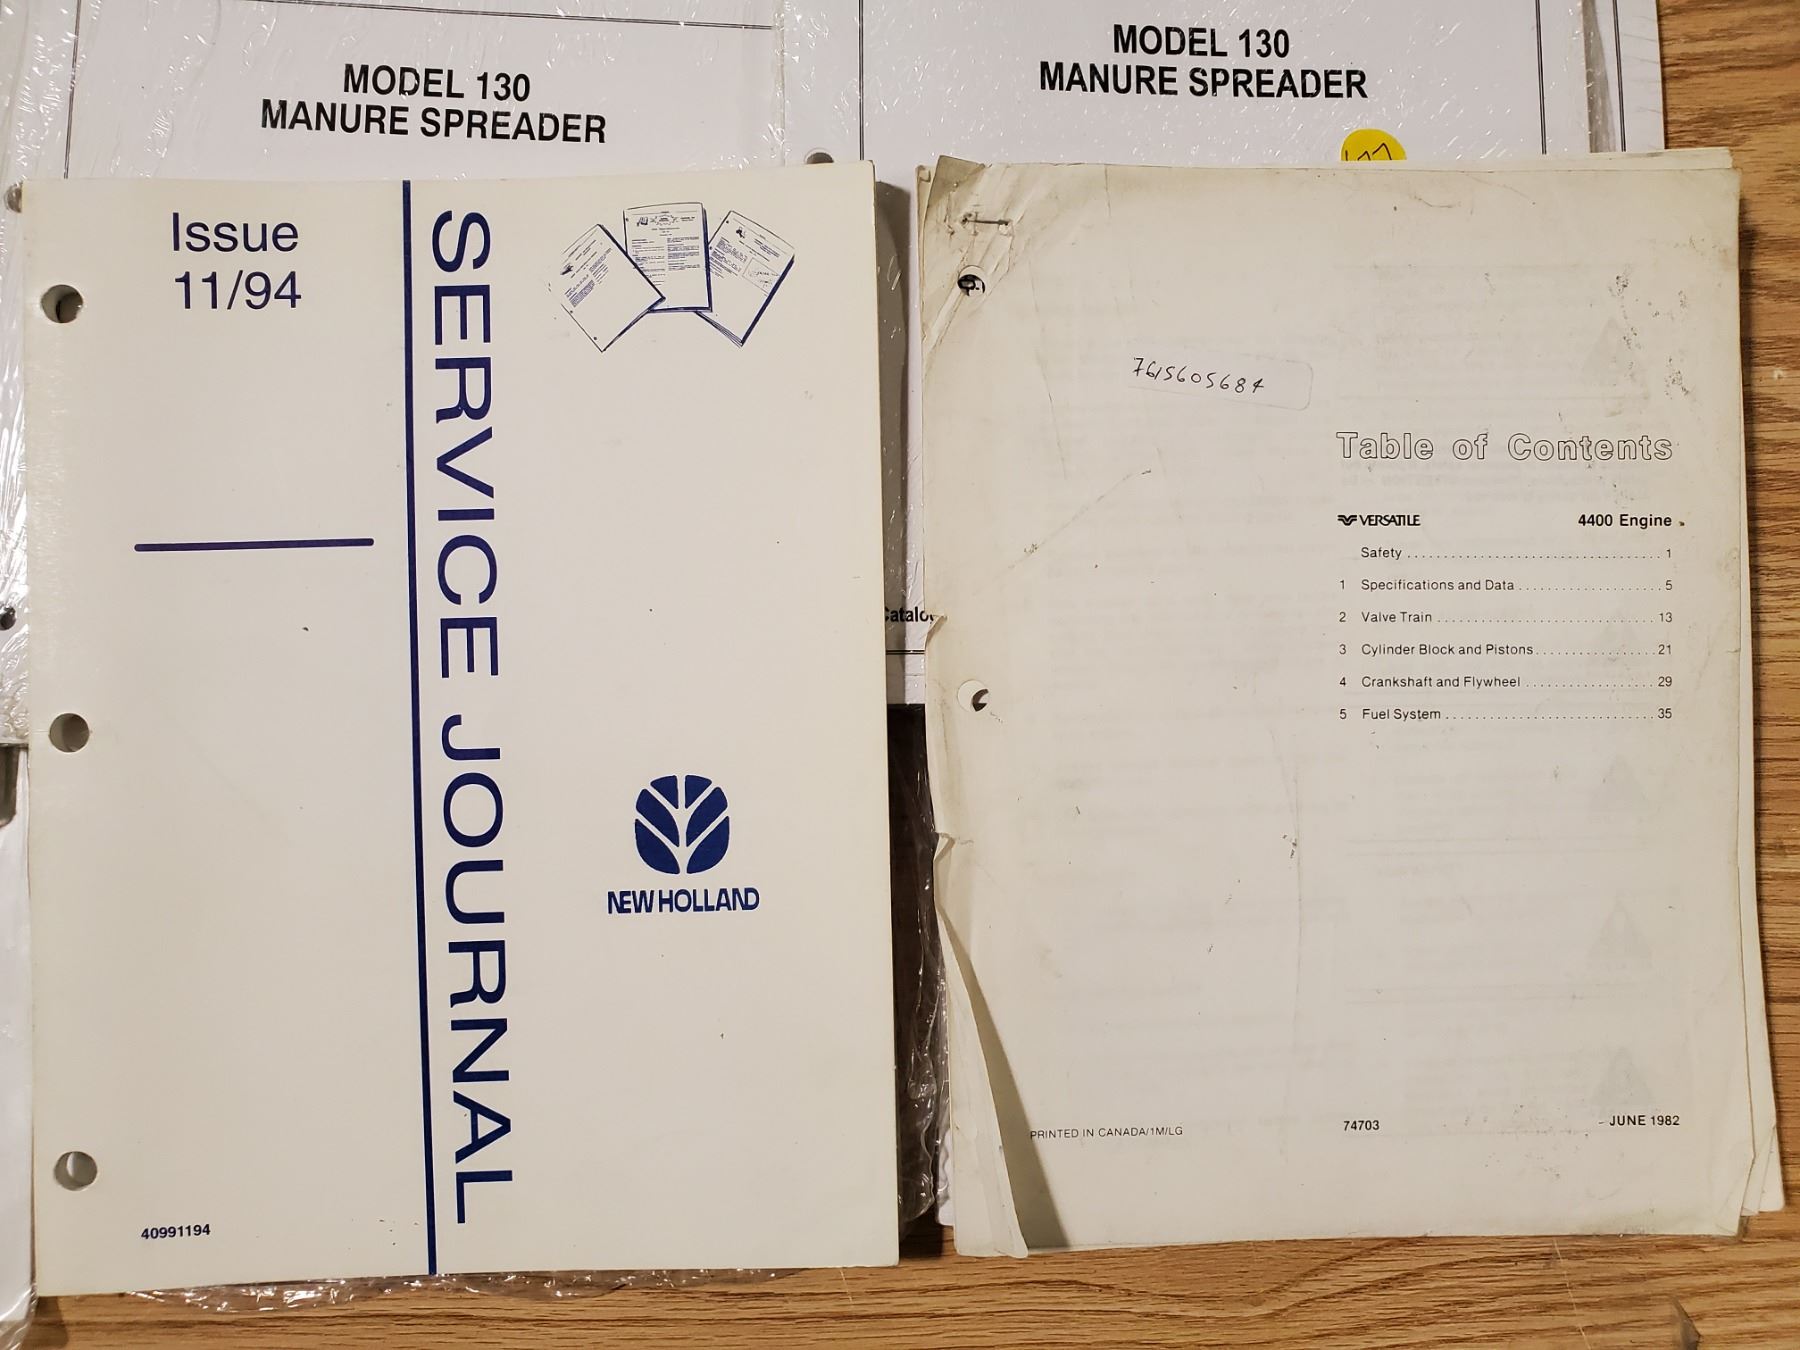 MODEL 130
MANURE SPREADER
MODEL 130
MANURE SPREADER
Issue
11/94
SERVICE JOURNAL
NEW HOLLAND
40991194
7615605684
Table of Contents
VERSATILE 4400 Engine
Safety 1
1 Specifications and Data 5
2 Valve Train 13
3 Cylinder Block and Pistons 21
4 Crankshaft and Flywheel 29
5 Fuel System 35
PRINTED IN CANADA/1M/LG 74703 JUNE 1982